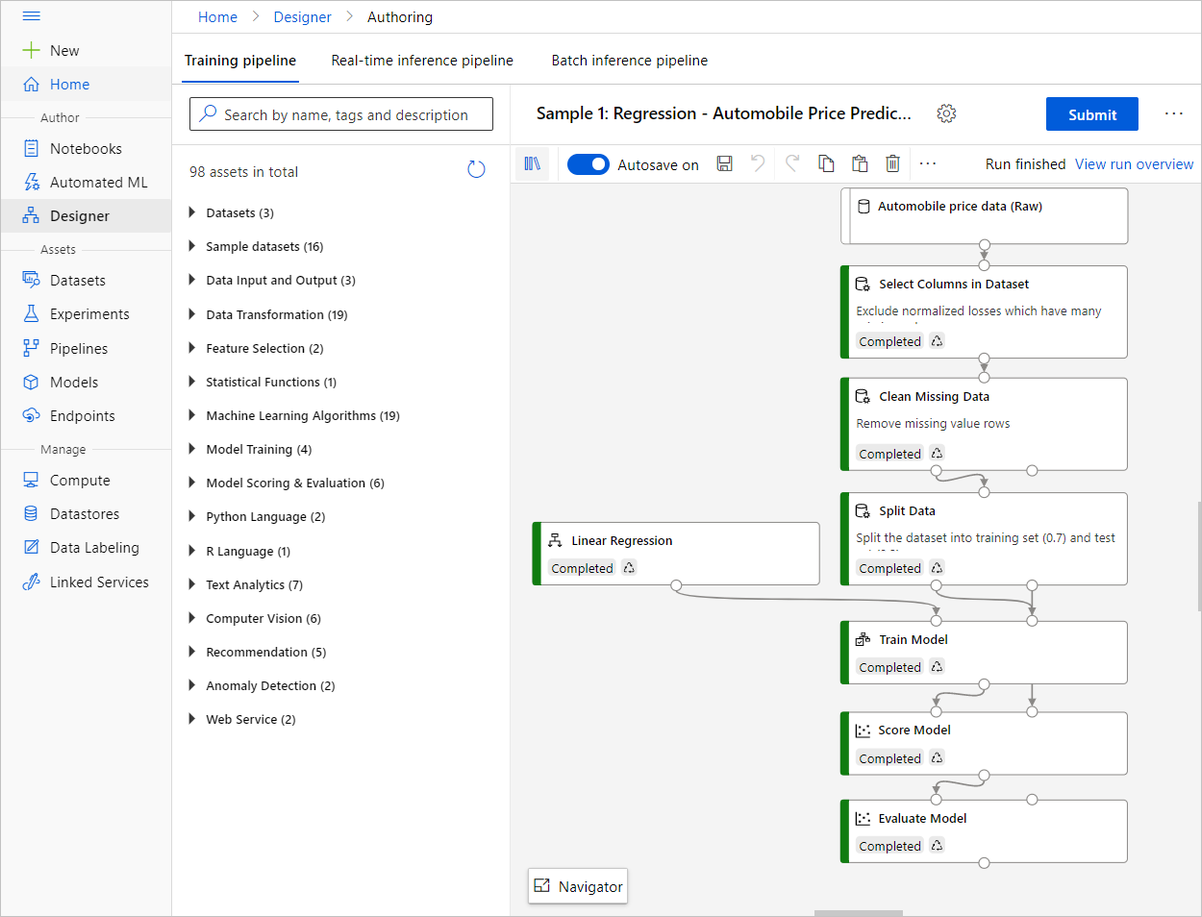 Home > Designer > Authoring
New
Home
Author
Notebooks
Automated ML
Designer
Assets
Datasets
Experiments
Pipelines
Models
Endpoints
Manage
Compute
Datastores
Data Labeling
Linked Services
Training pipeline Real-time inference pipeline Batch inference pipeline
Search by name, tags and description
98 assets in total
Datasets (3)
Sample datasets (16)
Data Input and Output (3)
Data Transformation (19)
Feature Selection (2)
Statistical Functions (1)
Machine Learning Algorithms (19)
Model Training (4)
Model Scoring & Evaluation (6)
Python Language (2)
R Language (1)
Text Analytics (7)
Computer Vision (6)
Recommendation (5)
Anomaly Detection (2)
Web Service (2)
Sample 1: Regression - Automobile Price Predic... Submit ...
Autosave on ... Run finished View run overview
Automobile price data (Raw)
Select Columns in Dataset
Exclude normalized losses which have many
Completed
Clean Missing Data
Remove missing value rows
Completed
Split Data
Split the dataset into training set (0.7) and test
Completed
Linear Regression
Completed
Train Model
Completed
Score Model
Completed
Evaluate Model
Completed
Navigator